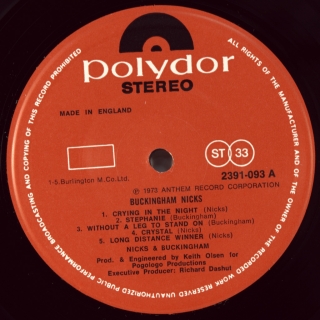 polydor
STEREO
MADE IN ENGLAND
1-5. Burlington M.Co.Ltd.
ST 33
2391-093 A
℗ 1973 ANTHEM RECORD CORPORATION
BUCKINGHAM NICKS
1. CRYING IN THE NIGHT (Nicks)
2. STEPHANIE (Buckingham)
3. WITHOUT A LEG TO STAND ON (Buckingham)
4. CRYSTAL (Nicks)
5. LONG DISTANCE WINNER (Nicks)
NICKS & BUCKINGHAM
Prod. & Engineered by Keith Olsen for
Pogologo Productions
Executive Producer: Richard Dashut
ALL RIGHTS OF THE MANUFACTURER AND OF THE OWNER OF THE RECORDED WORK RESERVED UNAUTHORIZED PUBLIC PERFORMANCE BROADCASTING AND COPYING OF THIS RECORD PROHIBITED